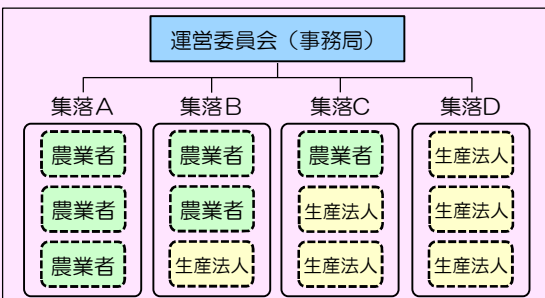 運営委員会（事務局）
集落A 集落B 集落C 集落D
農業者 農業者 農業者 生産法人
農業者 農業者 生産法人 生産法人
農業者 生産法人 生産法人 生産法人